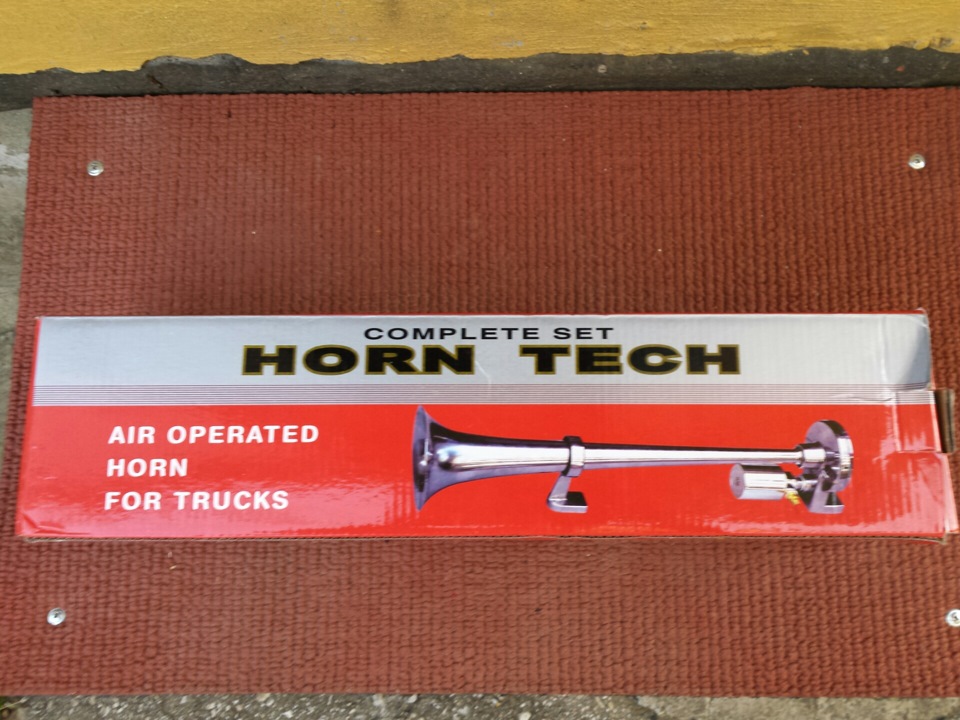 COMPLETE SET
HORN TECH
AIR OPERATED
HORN
FOR TRUCKS